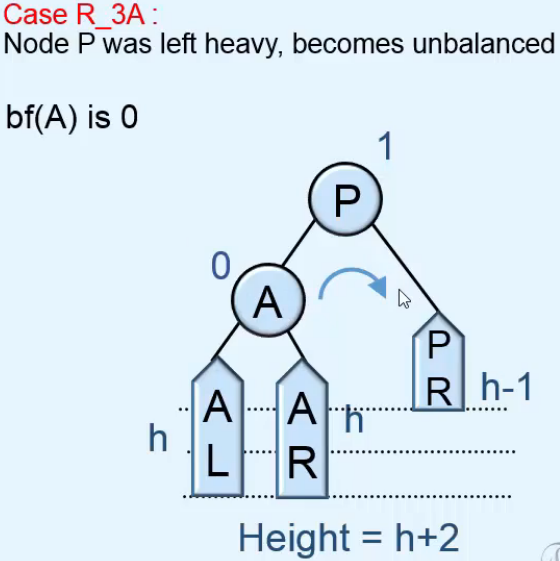 Case R_3A :
Node P was left heavy, becomes unbalanced
bf(A) is 0
1
P
0
A
P
R
h-1
A
L
A
R
h
h
Height = h+2